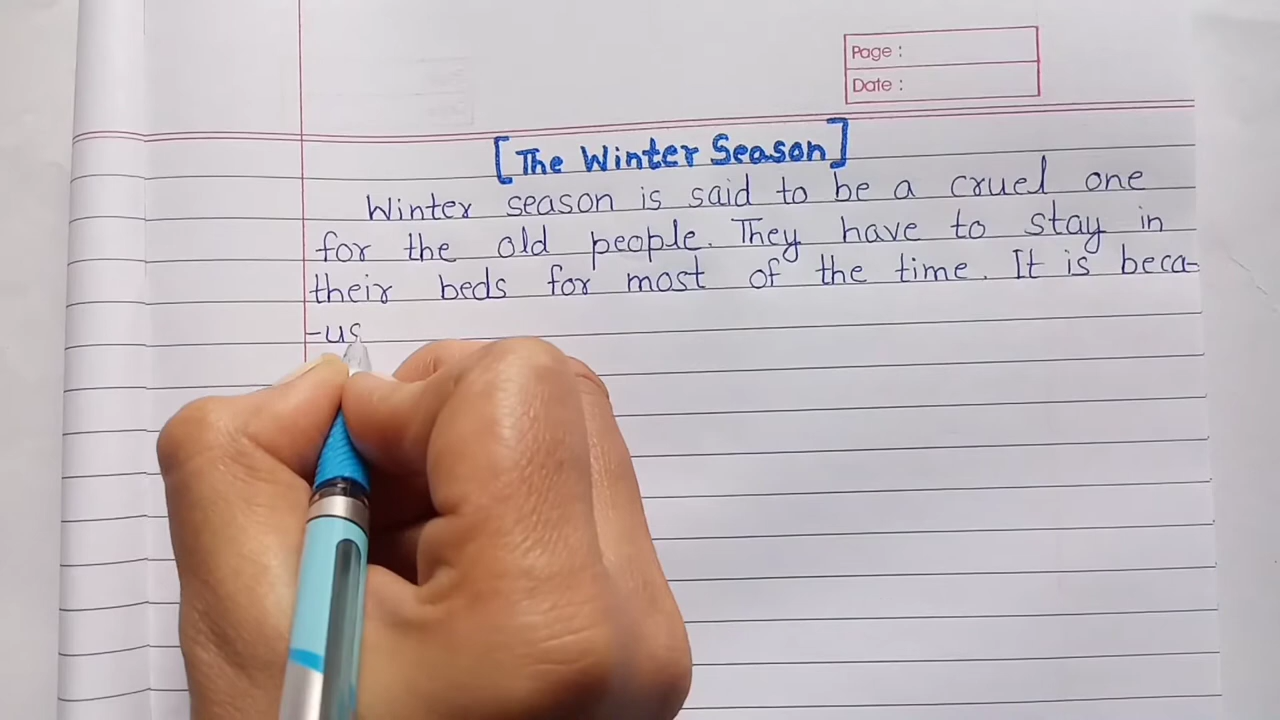 Page :
Date :
[The Winter Season]
Winter season is said to be a cruel one
for the old people. They have to stay in
their beds for most of the time. It is beca-
-us